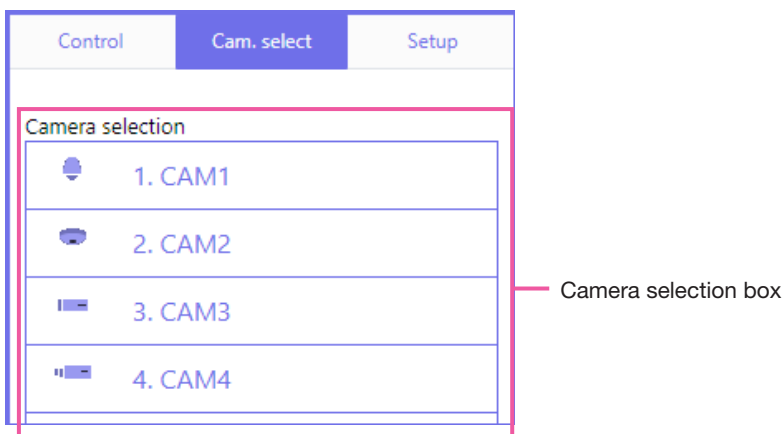 Control Cam. select Setup
Camera selection
1. CAM1
2. CAM2
3. CAM3
Camera selection box
4. CAM4